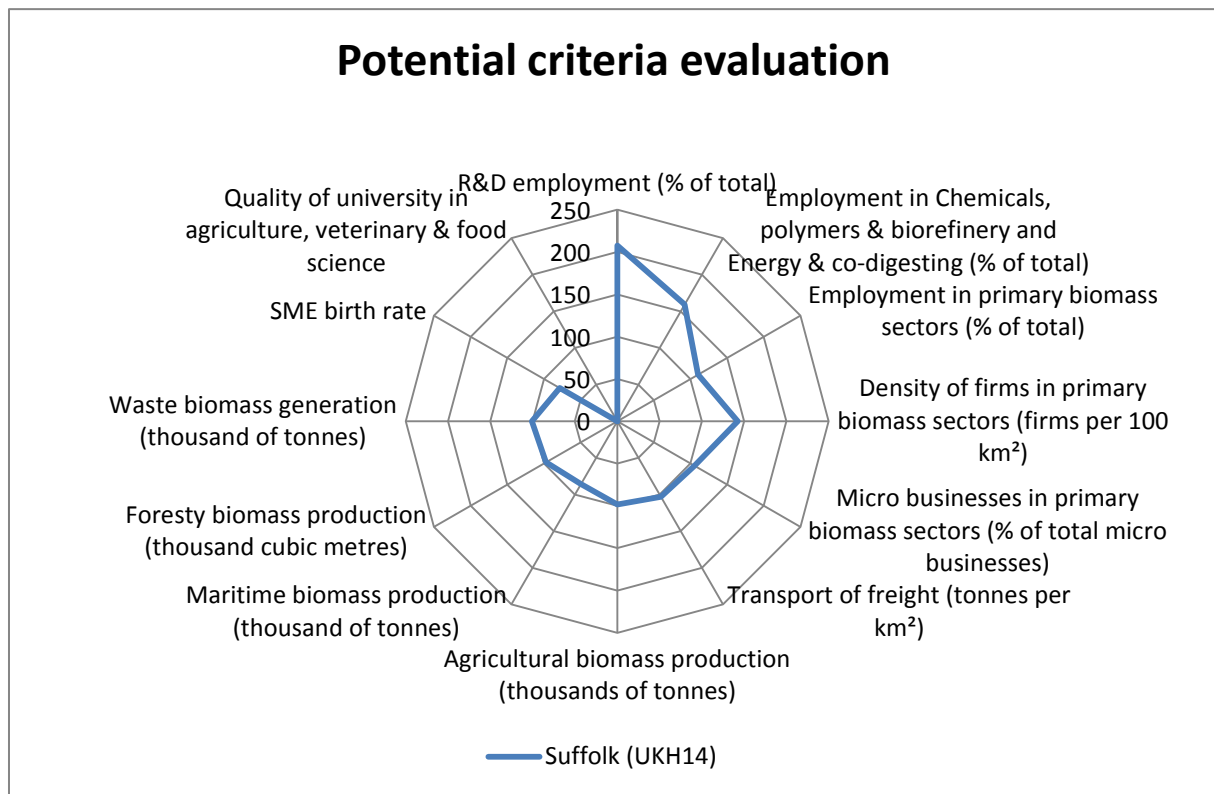 Potential criteria evaluation
R&D employment (% of total)
Employment in Chemicals,
polymers & biorefinery and
Energy & co-digesting (% of total)
Employment in primary biomass
sectors (% of total)
Density of firms in primary
biomass sectors (firms per 100
km²)
Micro businesses in primary
biomass sectors (% of total micro
businesses)
Transport of freight (tonnes per
km²)
Agricultural biomass production
(thousands of tonnes)
Maritime biomass production
(thousand of tonnes)
Foresty biomass production
(thousand cubic metres)
Waste biomass generation
(thousand of tonnes)
SME birth rate
Quality of university in
agriculture, veterinary & food
science
250
200
150
100
50
0
Suffolk (UKH14)